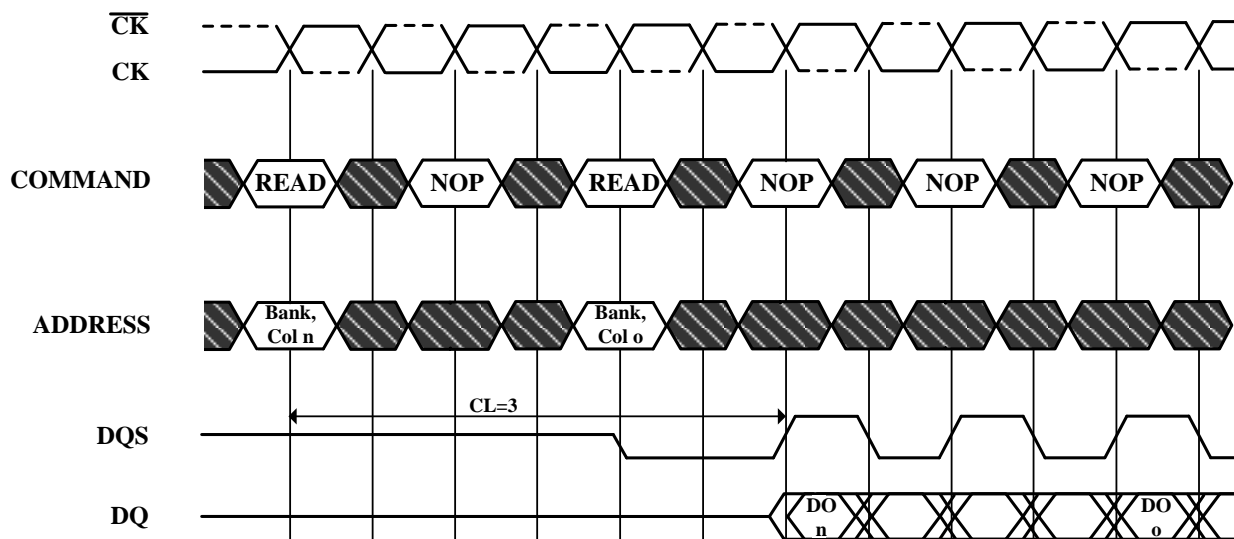 CK
CK
COMMAND
READ NOP READ NOP NOP NOP
ADDRESS
Bank,
Col n
Bank,
Col o
CL=3
DQS
DQ
DO
n
DO
o